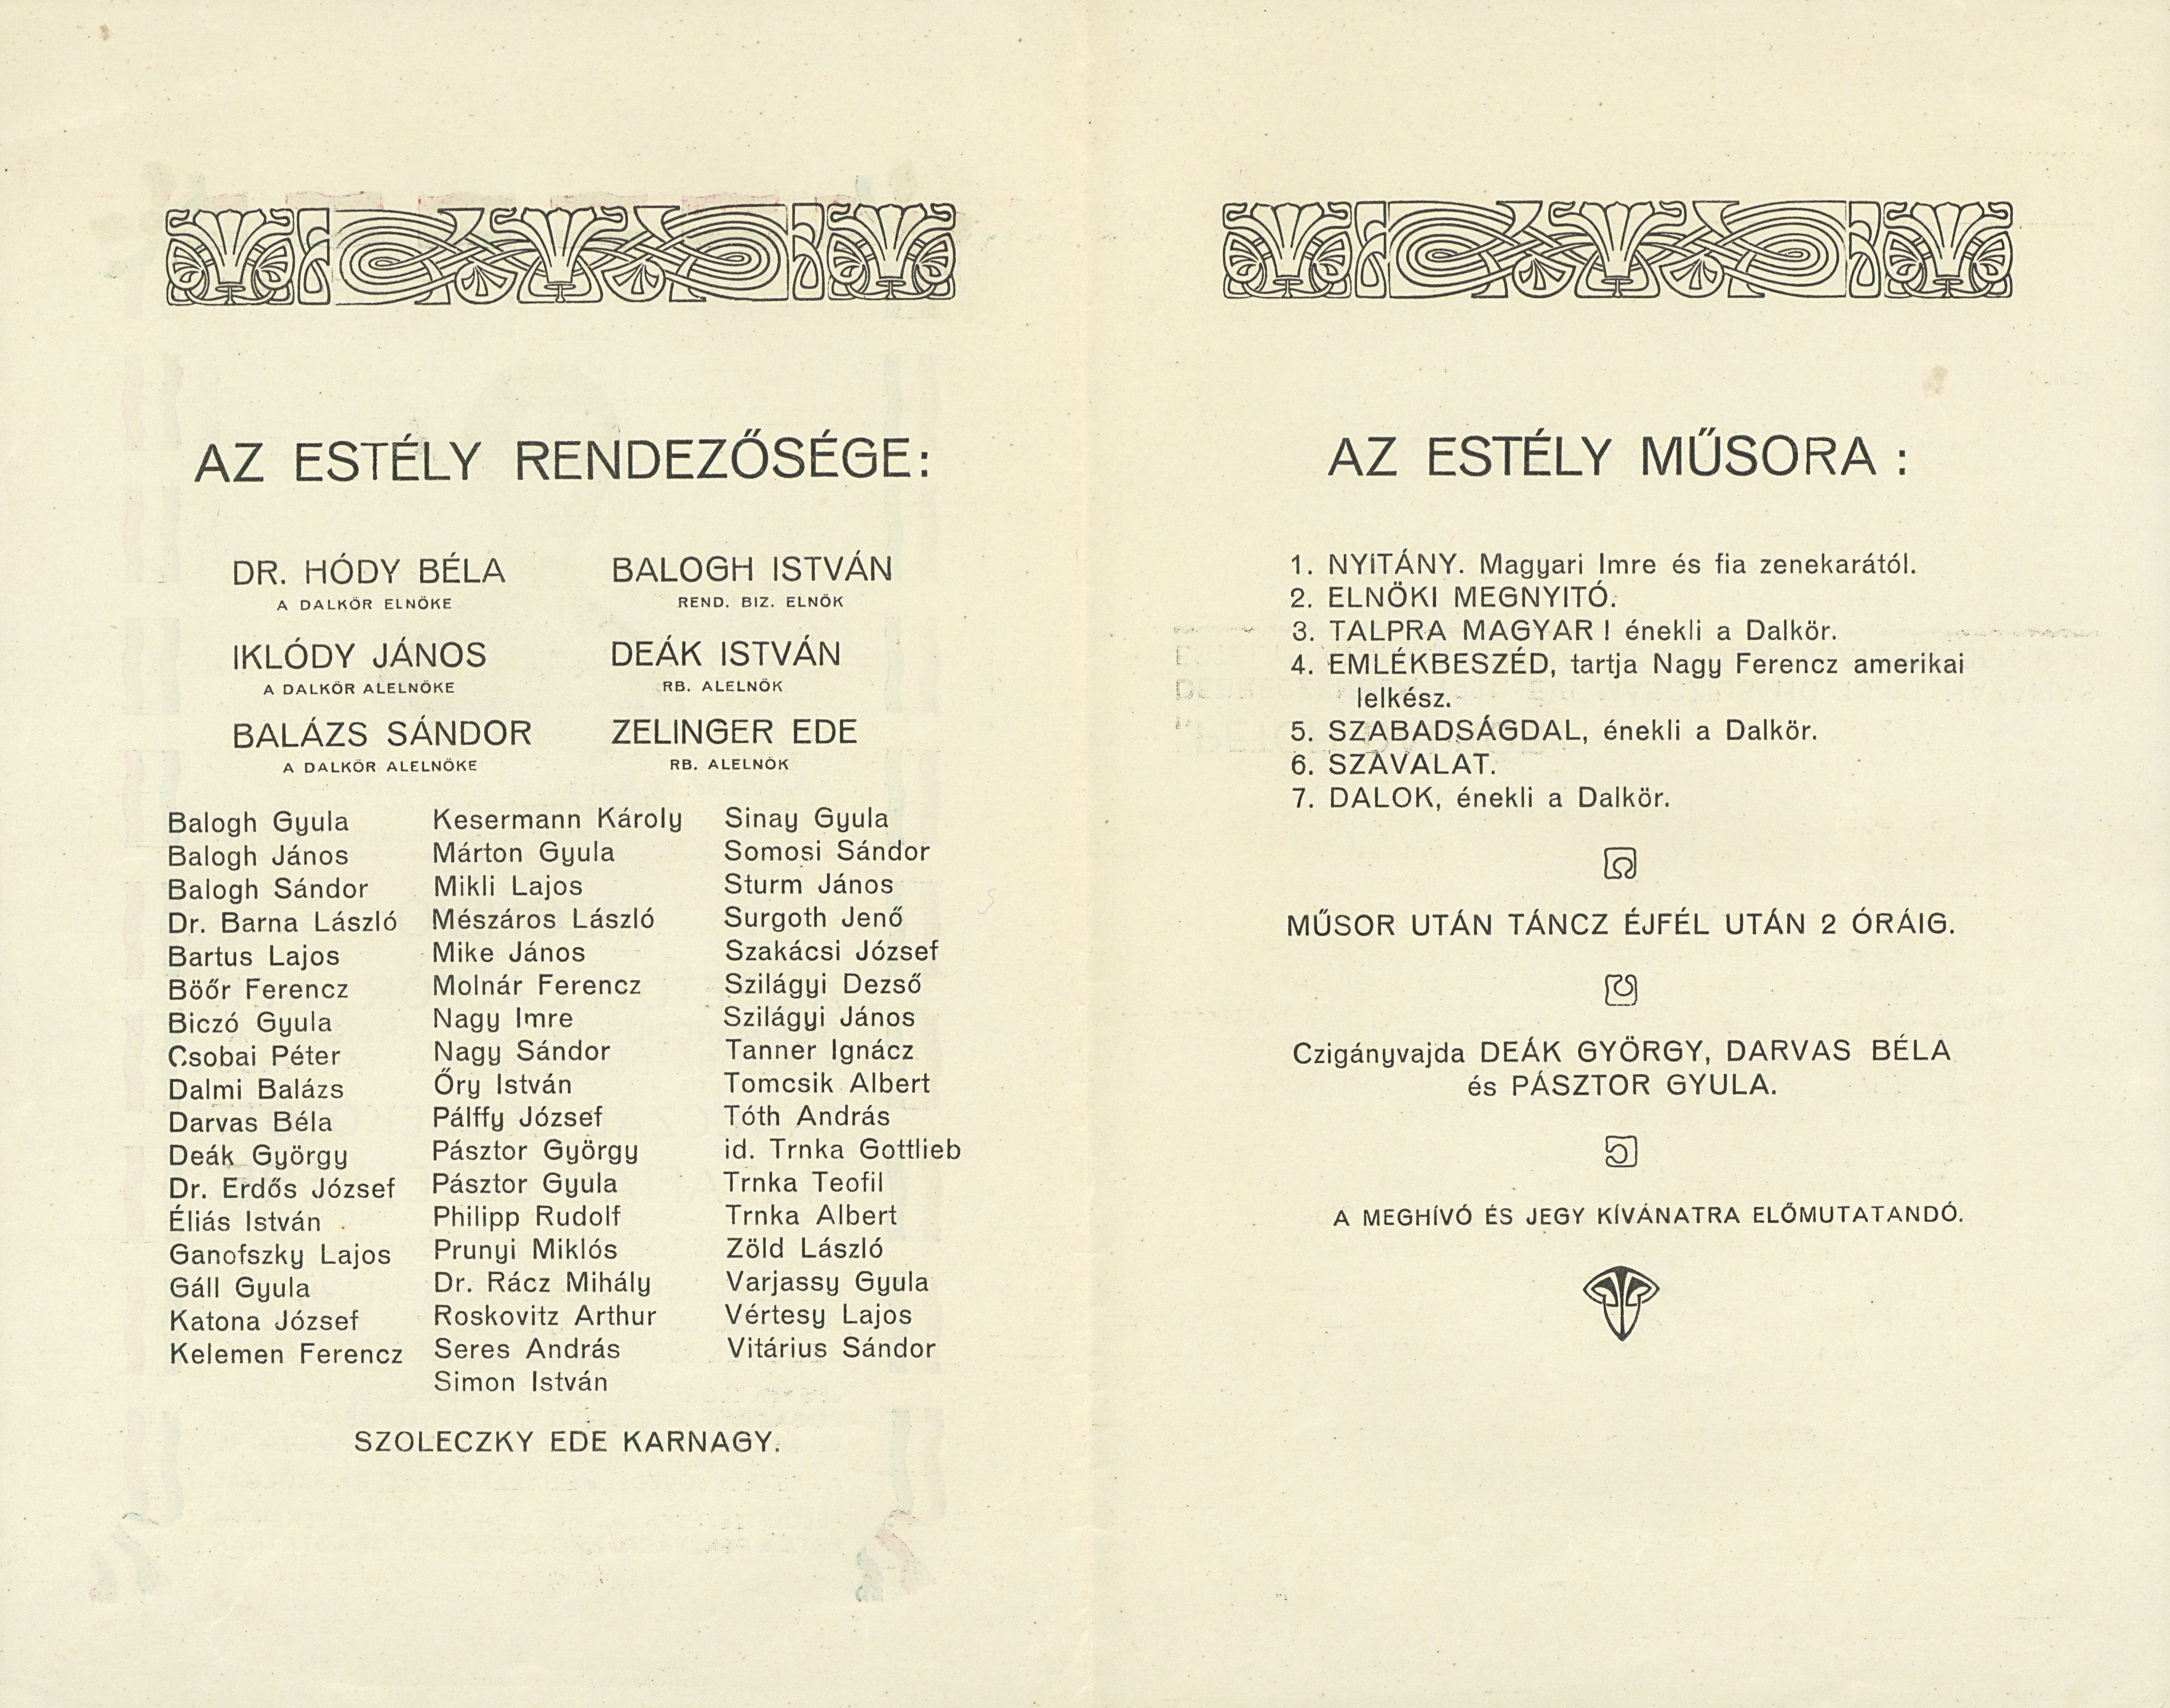 AZ ESTÉLY RENDEZŐSÉGE:
DR. HÓDY BÉLA
A DALKÖR ELNÖKE
IKLÓDY JÁNOS
A DALKÖR ALELNÖKE
BALÁZS SÁNDOR
A DALKÖR ALELNÖKE
BALOGH ISTVÁN
REND. BIZ. ELNÖK
DEÁK ISTVÁN
RB. ALELNÖK
ZELINGER EDE
RB. ALELNÖK
Balogh Gyula
Balogh János
Balogh Sándor
Dr. Barna László
Bartus Lajos
Böőr Ferencz
Biczó Gyula
Csobai Péter
Dalmi Balázs
Darvas Béla
Deák György
Dr. Erdős József
Éliás István
Ganofszky Lajos
Gáll Gyula
Katona József
Kelemen Ferencz
Kesermann Károly
Márton Gyula
Mikli Lajos
Mészáros László
Mike János
Molnár Ferencz
Nagy Imre
Nagy Sándor
Őry István
Pálffy József
Pásztor György
Pásztor Gyula
Philipp Rudolf
Prunyi Miklós
Dr. Rácz Mihály
Roskovitz Arthur
Seres András
Simon István
Sinay Gyula
Somosi Sándor
Sturm János
Surgoth Jenő
Szakácsi József
Szilágyi Dezső
Szilágyi János
Tanner Ignácz
Tomcsik Albert
Tóth András
id. Trnka Gottlieb
Trnka Teofil
Trnka Albert
Zöld László
Varjassy Gyula
Vértesy Lajos
Vitárius Sándor
SZOLECZKY EDE KARNAGY.
AZ ESTÉLY MŰSORA :
1. NYITÁNY. Magyari Imre és fia zenekarától.
2. ELNÖKI MEGNYITÓ.
3. TALPRA MAGYAR! énekli a Dalkör.
4. EMLÉKBESZÉD, tartja Nagy Ferencz amerikai
lelkész.
5. SZABADSÁGDAL, énekli a Dalkör.
6. SZAVALAT.
7. DALOK, énekli a Dalkör.
MŰSOR UTÁN TÁNCZ ÉJFÉL UTÁN 2 ÓRÁIG.
Czigányvajda DEÁK GYÖRGY, DARVAS BÉLA
és PÁSZTOR GYULA.
A MEGHÍVÓ ÉS JEGY KÍVÁNATRA ELŐMUTATANDÓ.